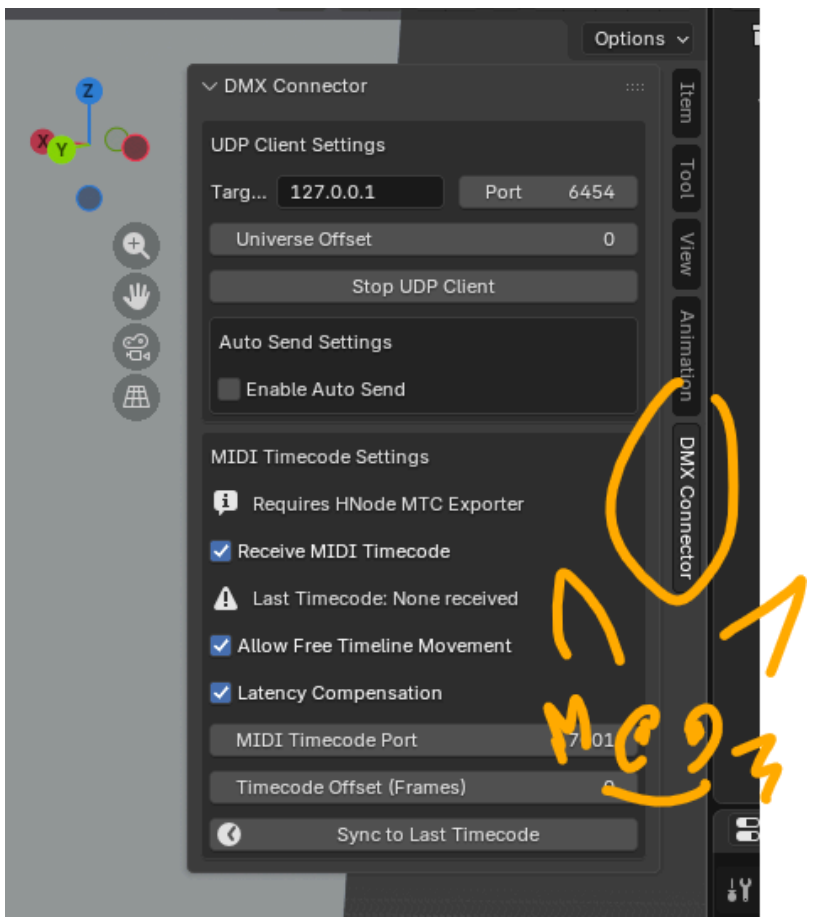 Options
DMX Connector
Z
X
Y
UDP Client Settings
Targ... 127.0.0.1 Port 6454
Universe Offset 0
Stop UDP Client
Auto Send Settings
Enable Auto Send
MIDI Timecode Settings
Requires HNode MTC Exporter
Receive MIDI Timecode
Last Timecode: None received
Allow Free Timeline Movement
Latency Compensation
MIDI Timecode Port
Timecode Offset (Frames)
Sync to Last Timecode
Item
Tool
View
Animation
DMX Connector